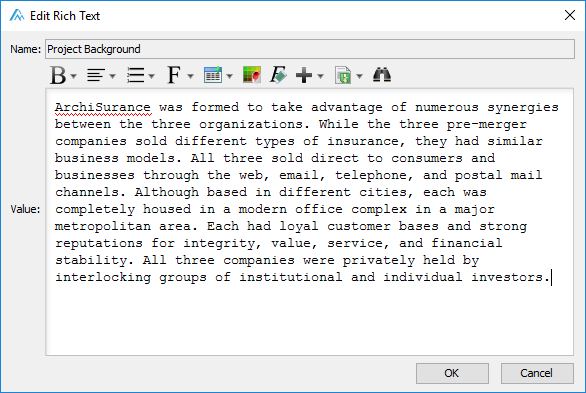 Edit Rich Text
Name: Project Background
B F
ArchiSurance was formed to take advantage of numerous synergies
between the three organizations. While the three pre-merger
companies sold different types of insurance, they had similar
business models. All three sold direct to consumers and
businesses through the web, email, telephone, and postal mail
channels. Although based in different cities, each was
Value: completely housed in a modern office complex in a major
metropolitan area. Each had loyal customer bases and strong
reputations for integrity, value, service, and financial
stability. All three companies were privately held by
interlocking groups of institutional and individual investors.
OK Cancel